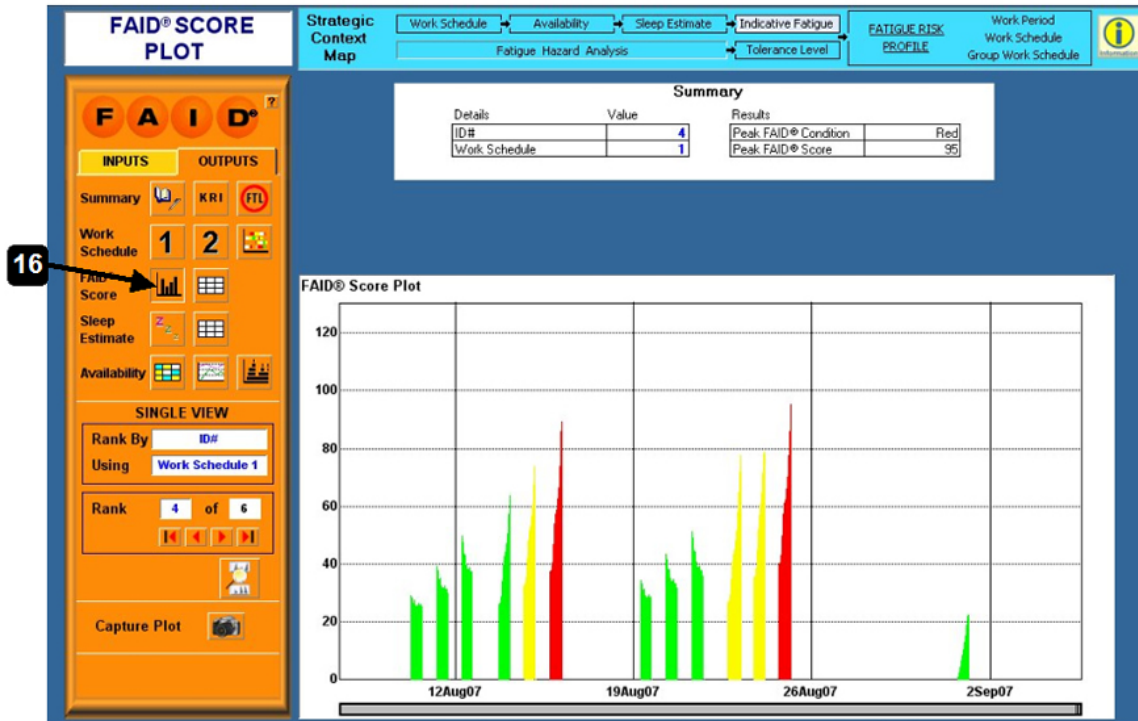 FAID® SCORE
PLOT
Strategic
Context
Map
Work Schedule
Availability
Sleep Estimate
Indicative Fatigue
Fatigue Hazard Analysis
Tolerance Level
FATIGUE RISK
PROFILE
Work Period
Work Schedule
Group Work Schedule
i
Information
F A I D®
?
INPUTS OUTPUTS
Summary KRI FTL
Work
Schedule 1 2
16
FAID
Score
Sleep
Estimate
ZZZ
Availability
SINGLE VIEW
Rank By ID#
Using Work Schedule 1
Rank 4 of 6
Capture Plot
Summary
Details Value Results
ID# 4 Peak FAID® Condition Red
Work Schedule 1 Peak FAID® Score 95
FAID® Score Plot
120
100
80
60
40
20
0
12Aug07 19Aug07 26Aug07 2Sep07